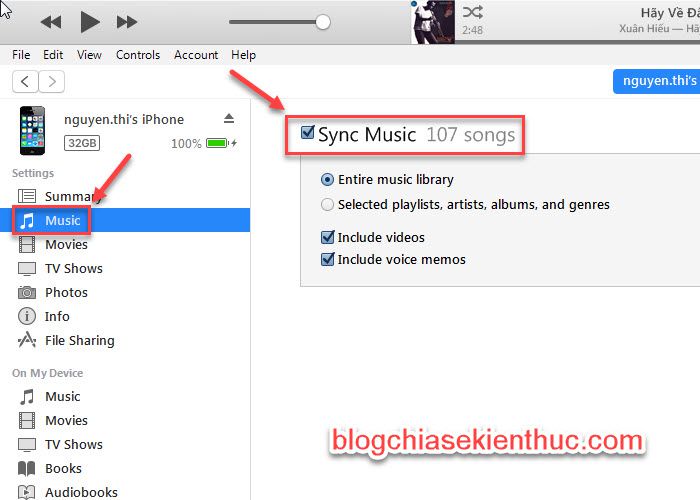 Hãy Về Đâ
2:48
Xuân Hiếu — Hã
File Edit View Controls Account Help
nguyen.thi's
nguyen.thi's iPhone
32GB 100%
Sync Music 107 songs
Settings
Summary
Music
Movies
TV Shows
Photos
Info
File Sharing
Entire music library
Selected playlists, artists, albums, and genres
Include videos
Include voice memos
On My Device
Music
Movies
TV Shows
Books
Audiobooks
blogchiasekienthuc.com